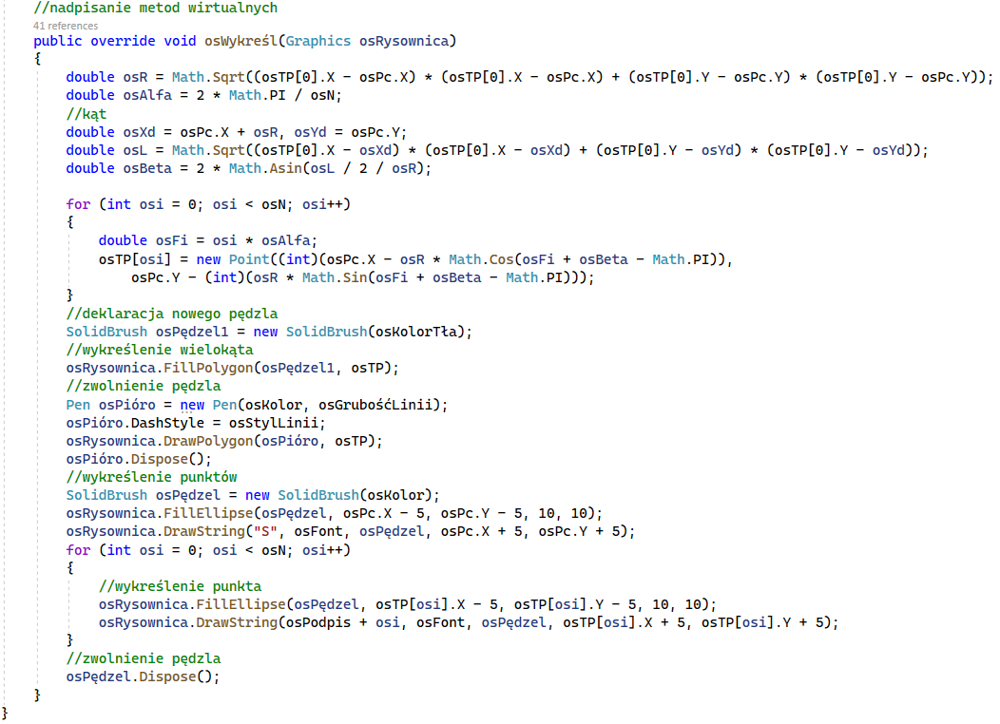 //nadpisanie metod wirtualnych
41 references
public override void osWykreśl(Graphics osRysownica)
{
double osR = Math.Sqrt((osTP[0].X - osPc.X) * (osTP[0].X - osPc.X) + (osTP[0].Y - osPc.Y) * (osTP[0].Y - osPc.Y));
double osAlfa = 2 * Math.PI / osN;
//kąt
double osXd = osPc.X + osR, osYd = osPc.Y;
double osL = Math.Sqrt((osTP[0].X - osXd) * (osTP[0].X - osXd) + (osTP[0].Y - osYd) * (osTP[0].Y - osYd));
double osBeta = 2 * Math.Asin(osL / 2 / osR);
for (int osi = 0; osi < osN; osi++)
{
double osFi = osi * osAlfa;
osTP[osi] = new Point((int)(osPc.X - osR * Math.Cos(osFi + osBeta - Math.PI)),
osPc.Y - (int)(osR * Math.Sin(osFi + osBeta - Math.PI)));
}
//deklaracja nowego pędzla
SolidBrush osPędzel1 = new SolidBrush(osKolorTła);
//wykreślenie wielokąta
osRysownica.FillPolygon(osPędzel1, osTP);
//zwolnienie pędzla
Pen osPióro = new Pen(osKolor, osGrubośćLinii);
osPióro.DashStyle = osStylLinii;
osRysownica.DrawPolygon(osPióro, osTP);
osPióro.Dispose();
//wykreślenie punktów
SolidBrush osPędzel = new SolidBrush(osKolor);
osRysownica.FillEllipse(osPędzel, osPc.X - 5, osPc.Y - 5, 10, 10);
osRysownica.DrawString("S", osFont, osPędzel, osPc.X + 5, osPc.Y + 5);
for (int osi = 0; osi < osN; osi++)
{
//wykreślenie punkta
osRysownica.FillEllipse(osPędzel, osTP[osi].X - 5, osTP[osi].Y - 5, 10, 10);
osRysownica.DrawString(osPodpis + osi, osFont, osPędzel, osTP[osi].X + 5, osTP[osi].Y + 5);
}
//zwolnienie pędzla
osPędzel.Dispose();
}
}